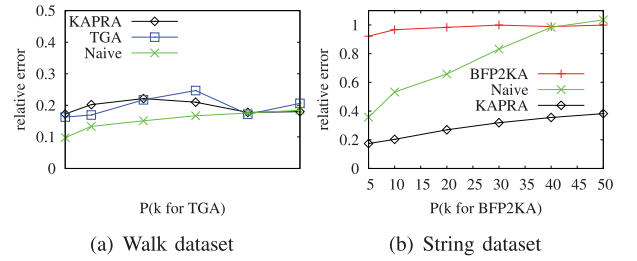 0.5
0.4
0.3
0.2
0.1
0
relative error
KAPRA
TGA
Naive
P(k for TGA)
(a) Walk dataset
1
0.8
0.6
0.4
0.2
0
relative error
BFP2KA
Naive
KAPRA
5 10 15 20 25 30 35 40 45 50
P(k for BFP2KA)
(b) String dataset